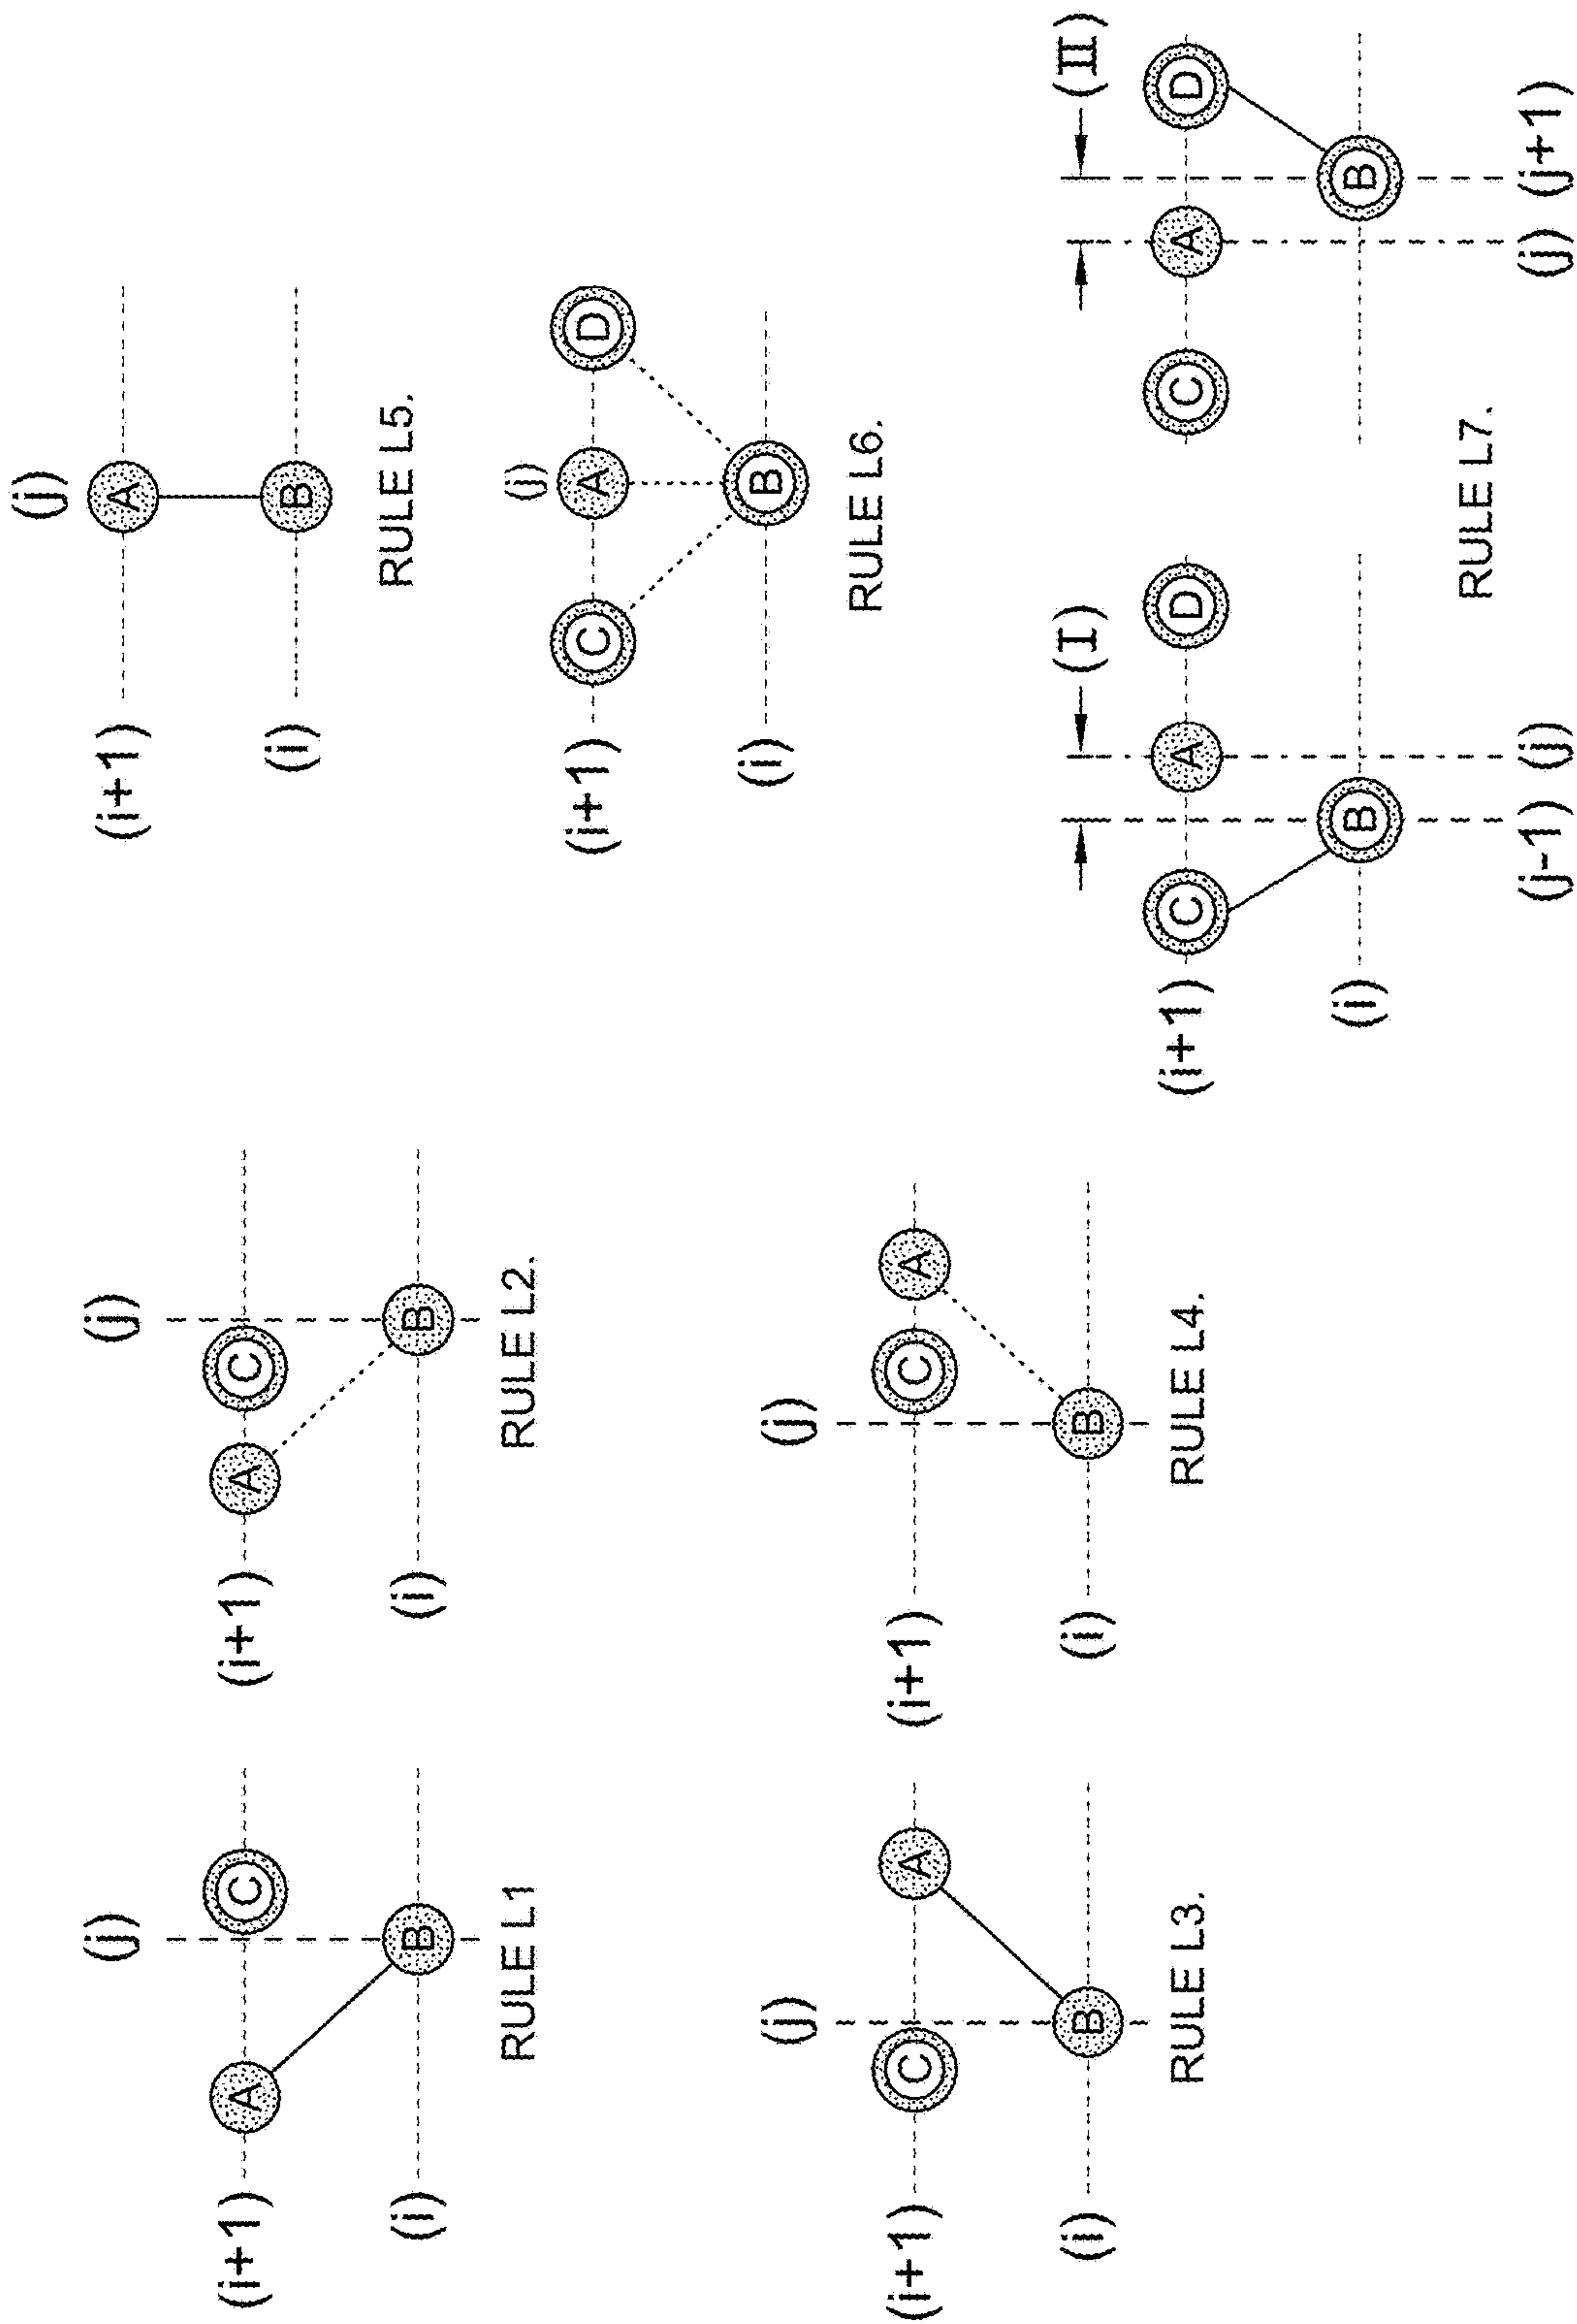 (j)
(i+1) A C
(i) B
RULE L1
(j)
(i+1) A C
(i) B
RULE L2.
(j)
(i+1) C A
(i) B
RULE L3.
(j)
(i+1) C A
(i) B
RULE L4.
(j)
(i+1) A
(i) B
RULE L5.
(j)
(i+1) C A D
(i) B
RULE L6.
(I) (II)
(i+1) C A D C A D
(i) B B
(j-1) (j) (j) (j+1)
RULE L7.